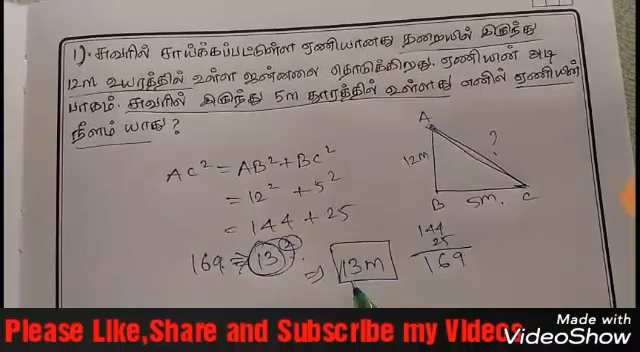 1). சுவரில் சாய்க்கப்பட்டுள்ள ஏணியானது தரையில் இருந்து
12m உயரத்தில் உள்ள ஜன்னலை தொடுக்கிறது. ஏணியின் அடி
பாகம். சுவரில் இருந்து 5m தூரத்தில் உள்ளது எனில் ஏணியின்
நீளம் யாது?
A
12m
?
B
5m.
C
AC² = AB² + BC²
= 12² + 5²
= 144 + 25
169 ⇒ 13²
⇒ 13m
144
25
169
Please Like,Share and Subscribe my Videos
Made with
VideoShow